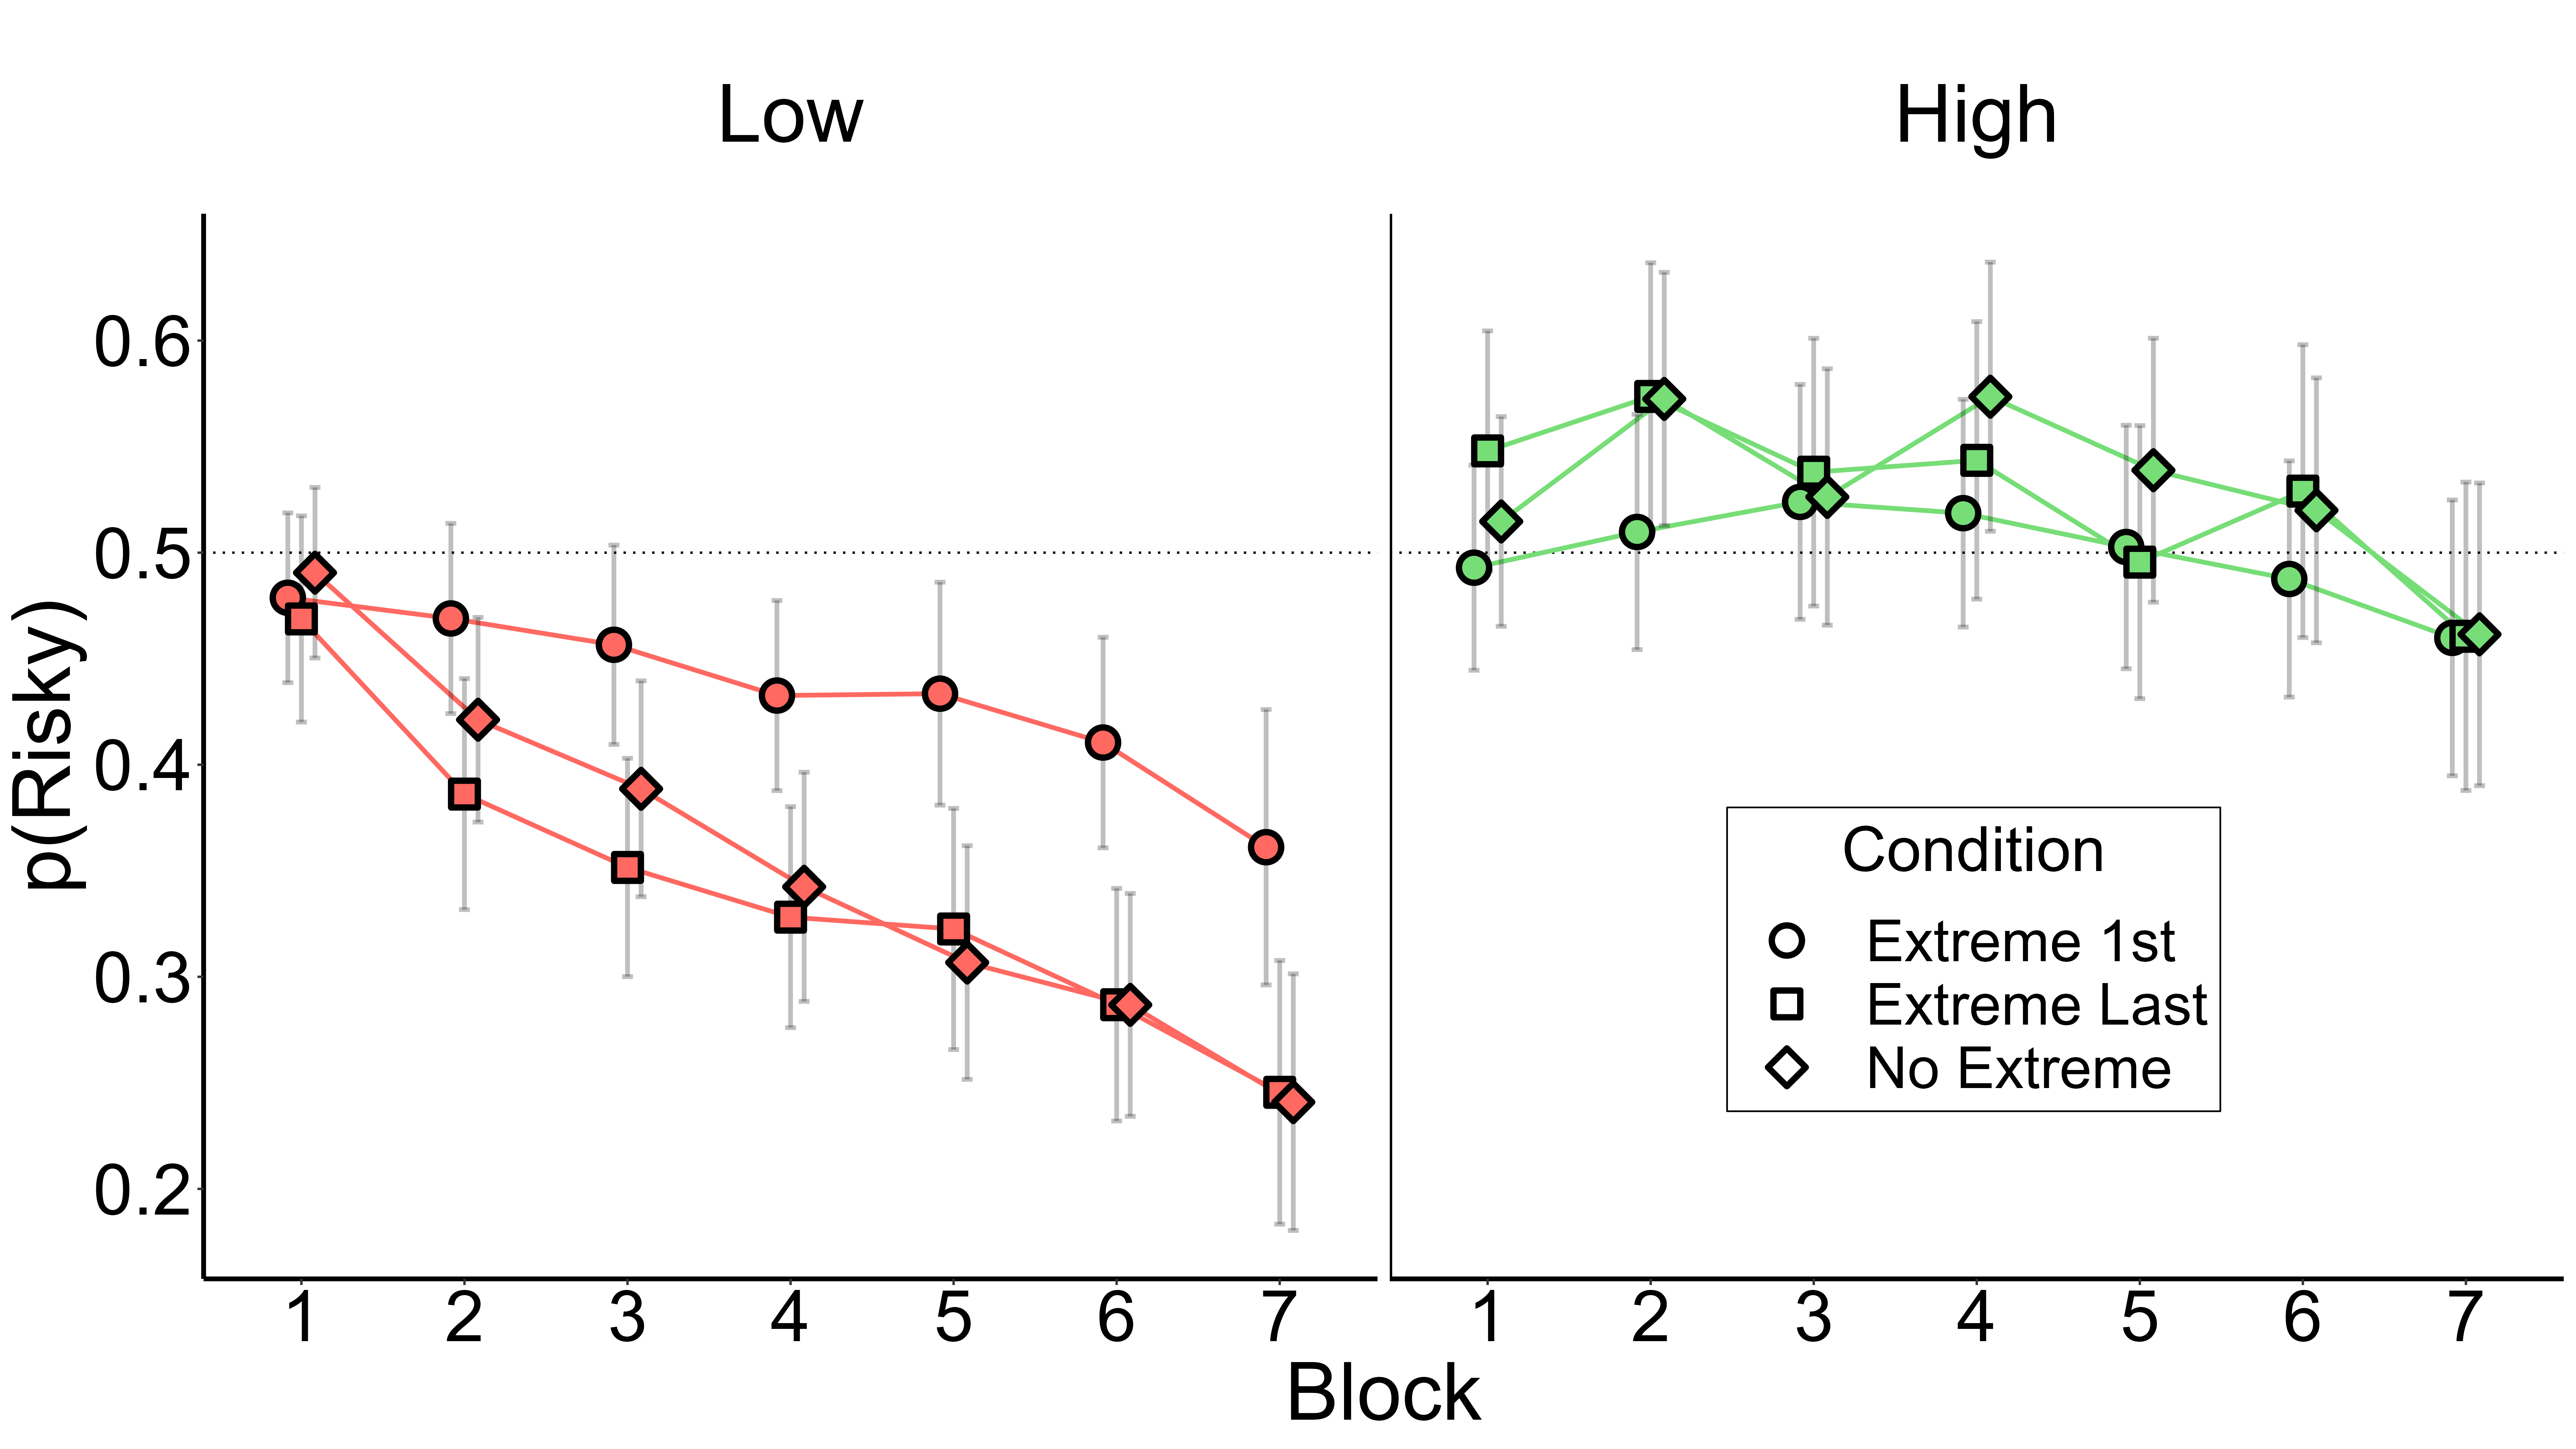 Low
High
p(Risky)
0.6
0.5
0.4
0.3
0.2
1 2 3 4 5 6 7
1 2 3 4 5 6 7
Block
Condition
Extreme 1st
Extreme Last
No Extreme